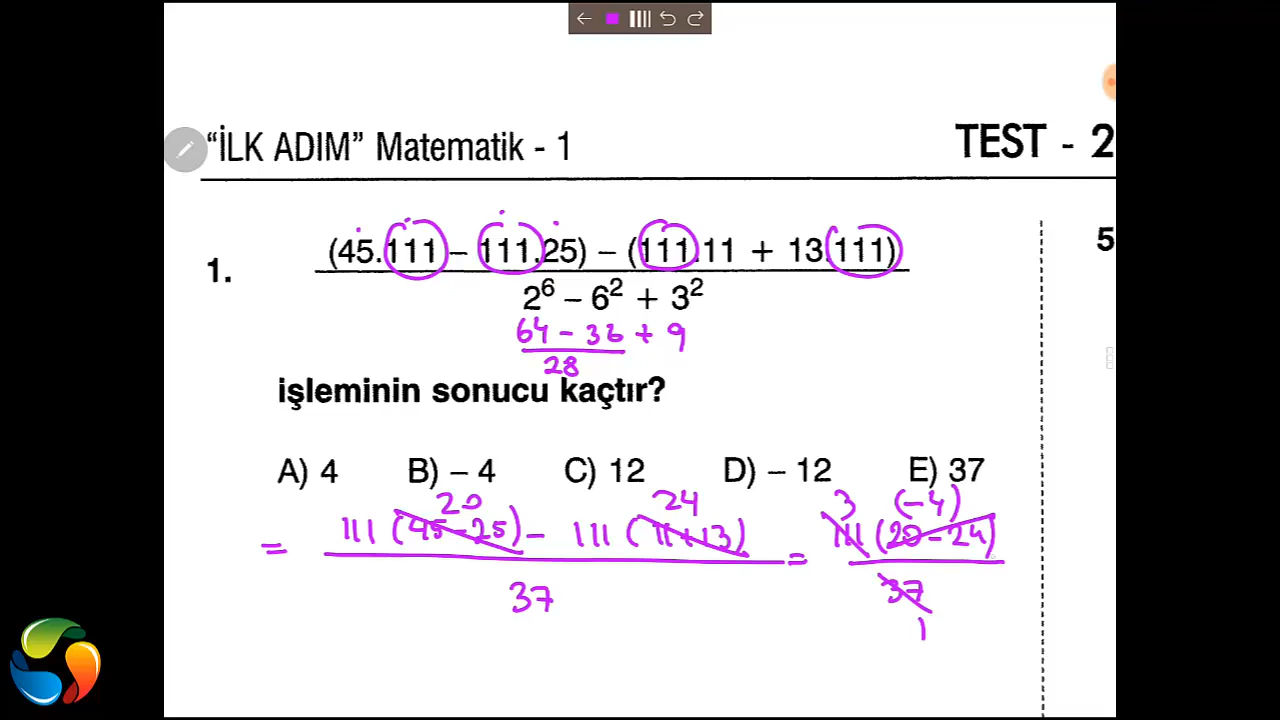 “İLK ADIM” Matematik - 1
TEST - 2
1. (45.111 – 111.25) – (111.11 + 13.111)
2⁶ – 6² + 3²
64 - 36 + 9
28
işleminin sonucu kaçtır?
A) 4 B) – 4 C) 12 D) – 12 E) 37
20 24 3 (-4)
= 111 (45-25) - 111 (11+13) = 111 (20-24)
37 37
1
5